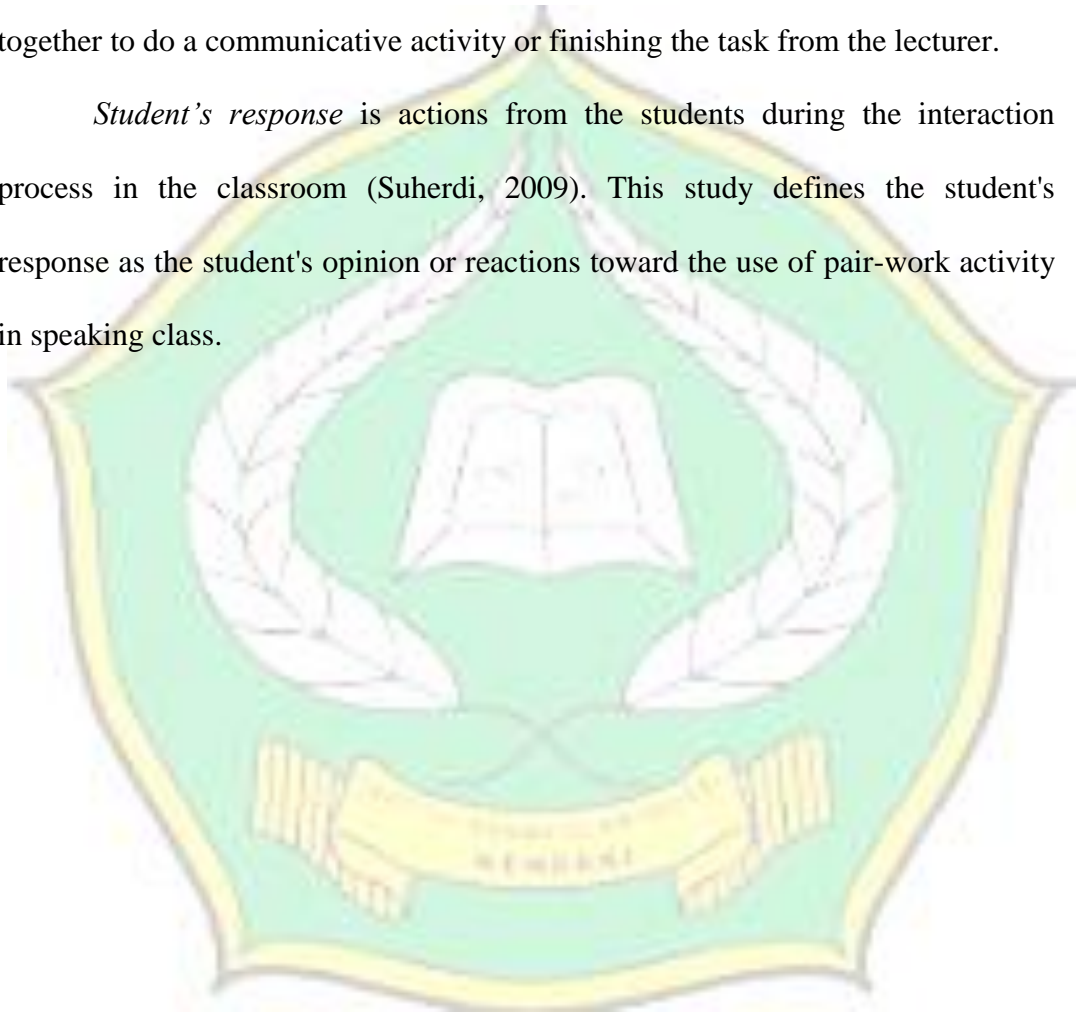 together to do a communicative activity or finishing the task from the lecturer.
Student’s response is actions from the students during the interaction
process in the classroom (Suherdi, 2009). This study defines the student's
response as the student's opinion or reactions toward the use of pair-work activity
in speaking class.
KENDARI